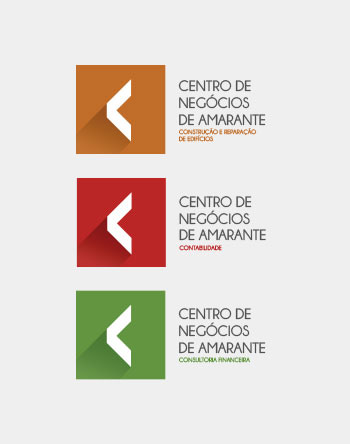 CENTRO DE
NEGÓCIOS
DE AMARANTE
CONSTRUÇÃO E REPARAÇÃO
DE EDIFÍCIOS
CENTRO DE
NEGÓCIOS
DE AMARANTE
CONTABILIDADE
CENTRO DE
NEGÓCIOS
DE AMARANTE
CONSULTORIA FINANCEIRA